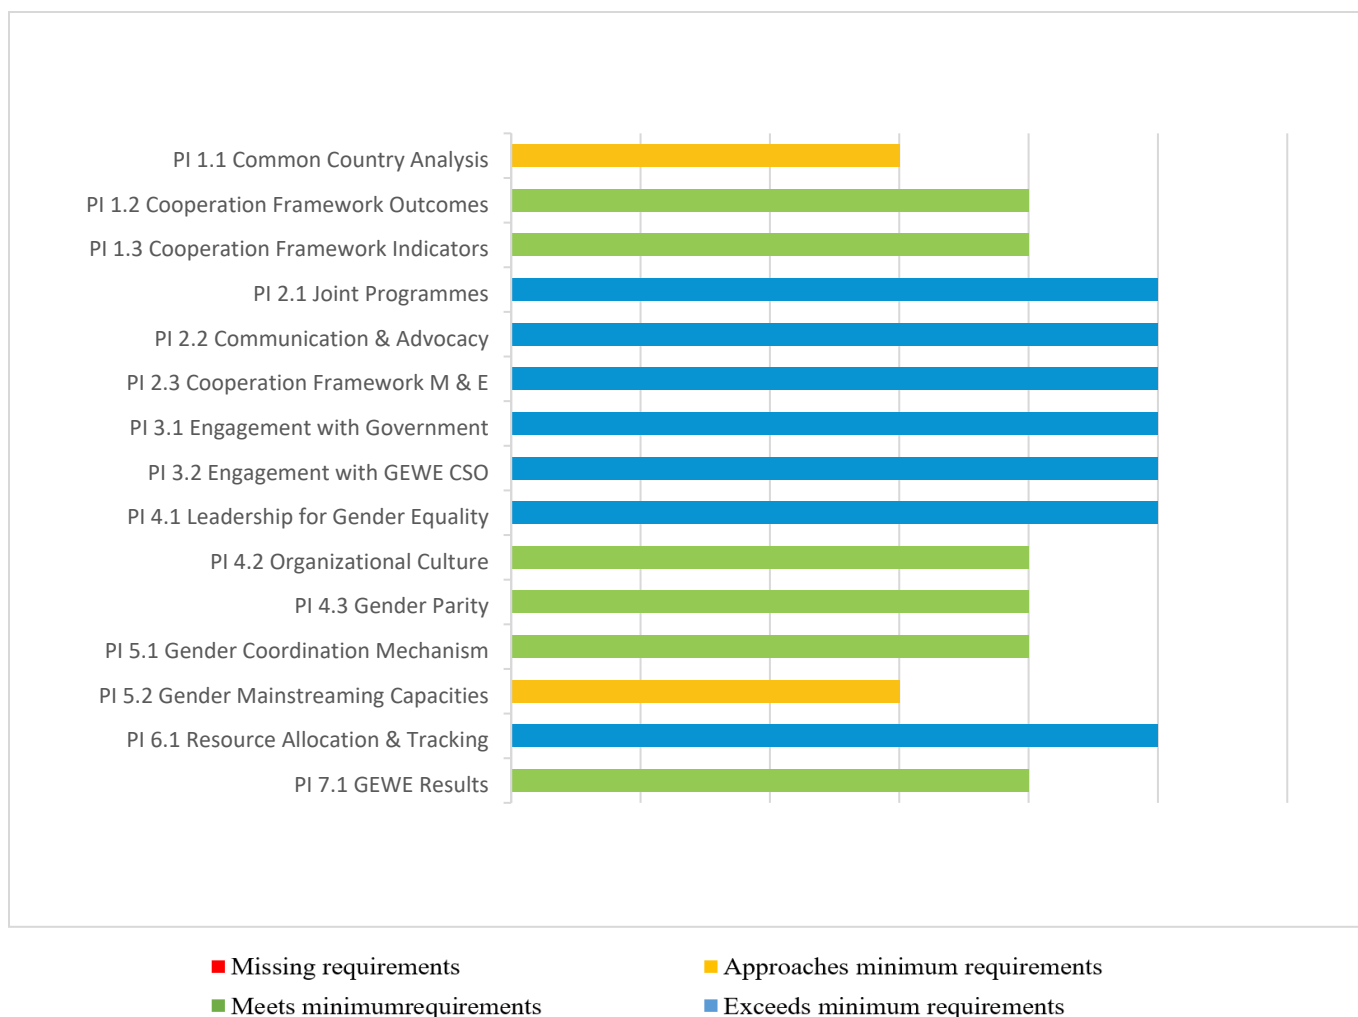 PI 1.1 Common Country Analysis
PI 1.2 Cooperation Framework Outcomes
PI 1.3 Cooperation Framework Indicators
PI 2.1 Joint Programmes
PI 2.2 Communication & Advocacy
PI 2.3 Cooperation Framework M & E
PI 3.1 Engagement with Government
PI 3.2 Engagement with GEWE CSO
PI 4.1 Leadership for Gender Equality
PI 4.2 Organizational Culture
PI 4.3 Gender Parity
PI 5.1 Gender Coordination Mechanism
PI 5.2 Gender Mainstreaming Capacities
PI 6.1 Resource Allocation & Tracking
PI 7.1 GEWE Results
Missing requirements
Approaches minimum requirements
Meets minimumrequirements
Exceeds minimum requirements